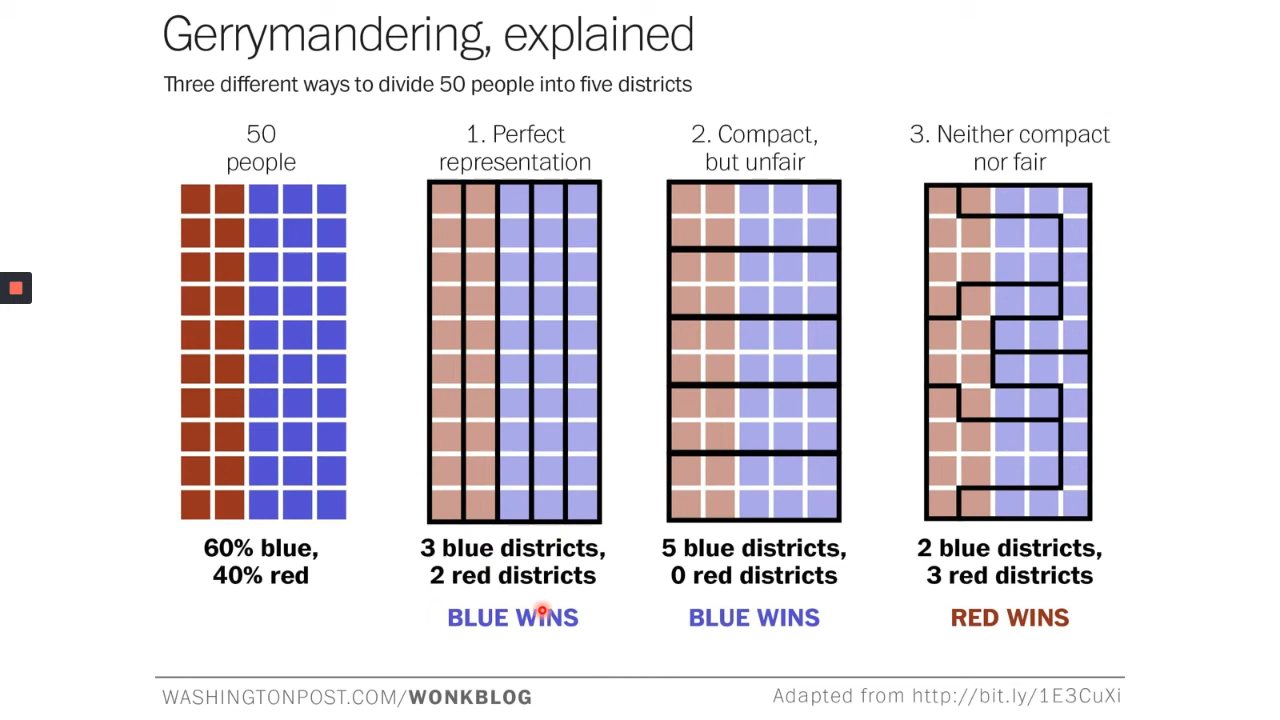 Gerrymandering, explained
Three different ways to divide 50 people into five districts
50
people
1. Perfect
representation
2. Compact,
but unfair
3. Neither compact
nor fair
60% blue,
40% red
3 blue districts,
2 red districts
BLUE WINS
5 blue districts,
0 red districts
BLUE WINS
2 blue districts,
3 red districts
RED WINS
WASHINGTONPOST.COM/WONKBLOG
Adapted from http://bit.ly/1E3CuXi